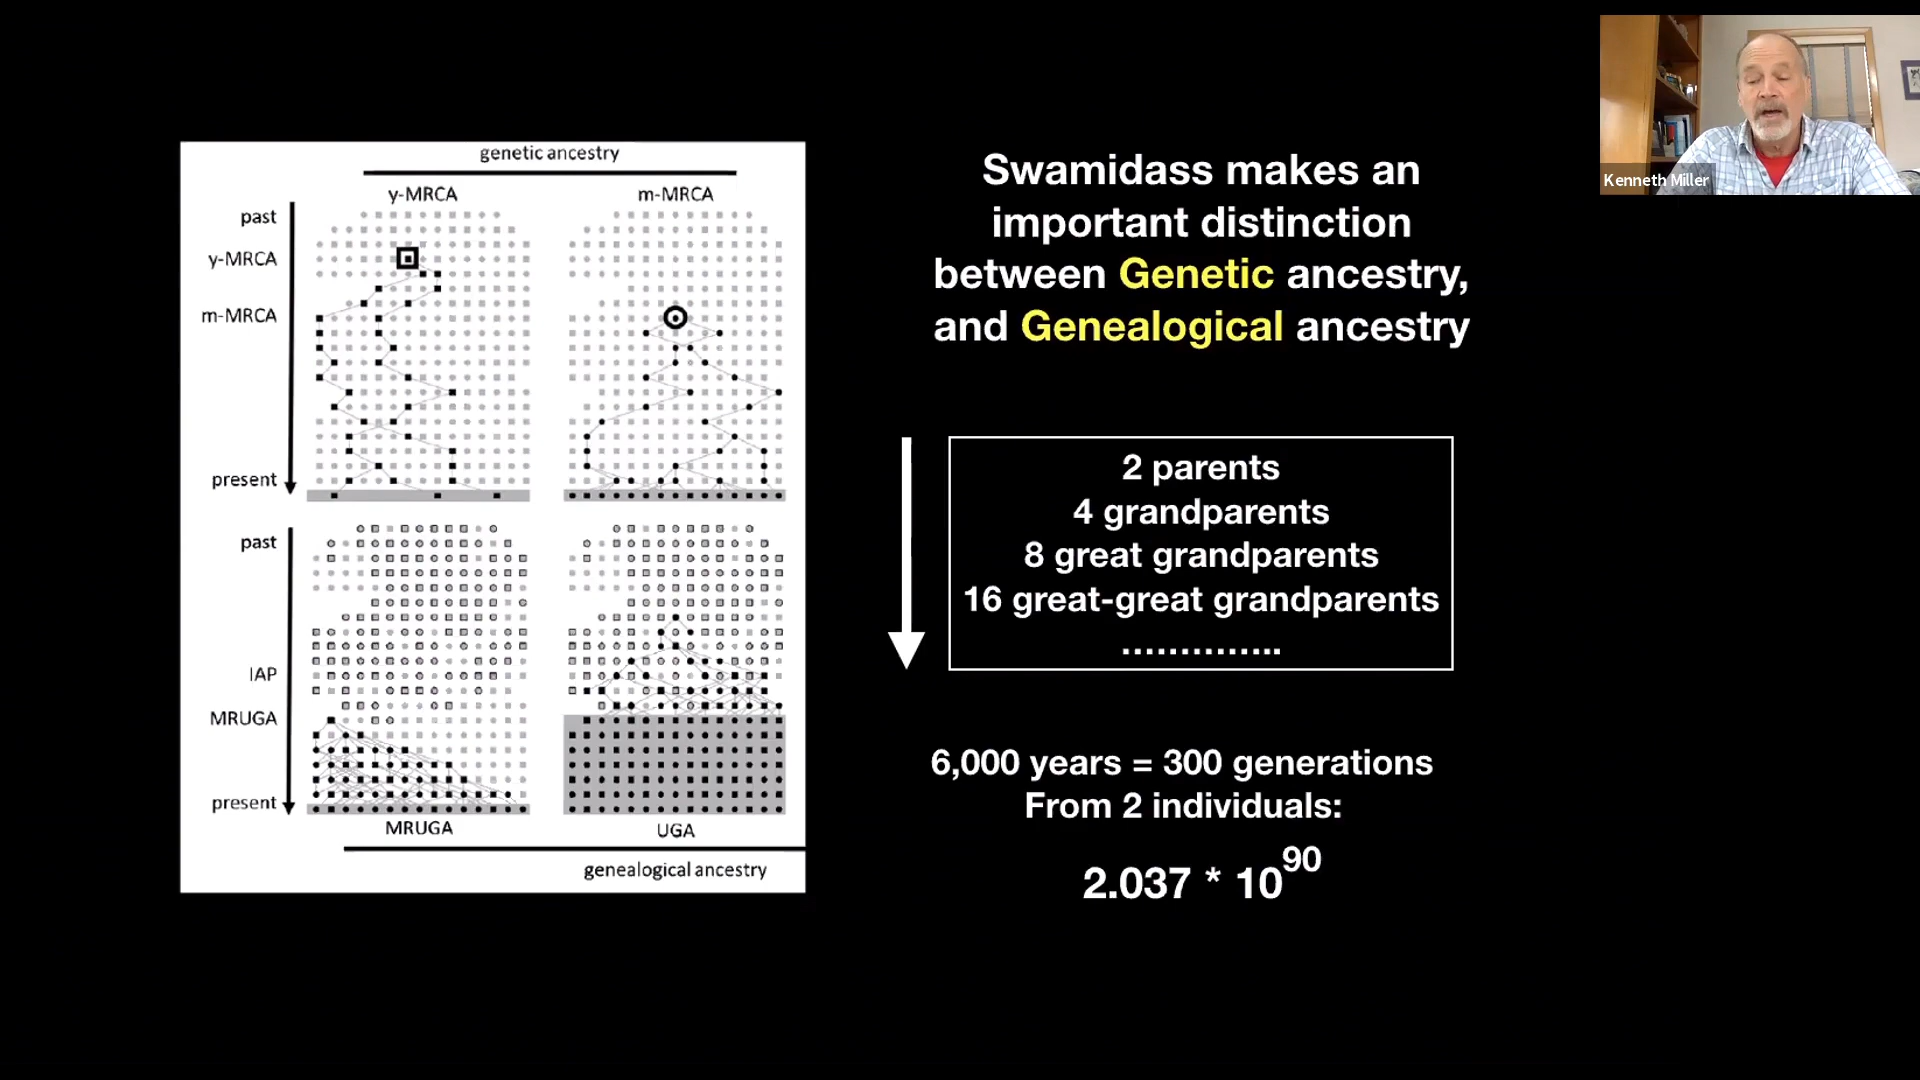 genetic ancestry
y-MRCA
m-MRCA
past
y-MRCA
m-MRCA
present
past
IAP
MRUGA
present
MRUGA
UGA
genealogical ancestry
Swamidass makes an
important distinction
between Genetic ancestry,
and Genealogical ancestry
2 parents
4 grandparents
8 great grandparents
16 great-great grandparents
..............
6,000 years = 300 generations
From 2 individuals:
2.037 * 10^90
Kenneth Miller